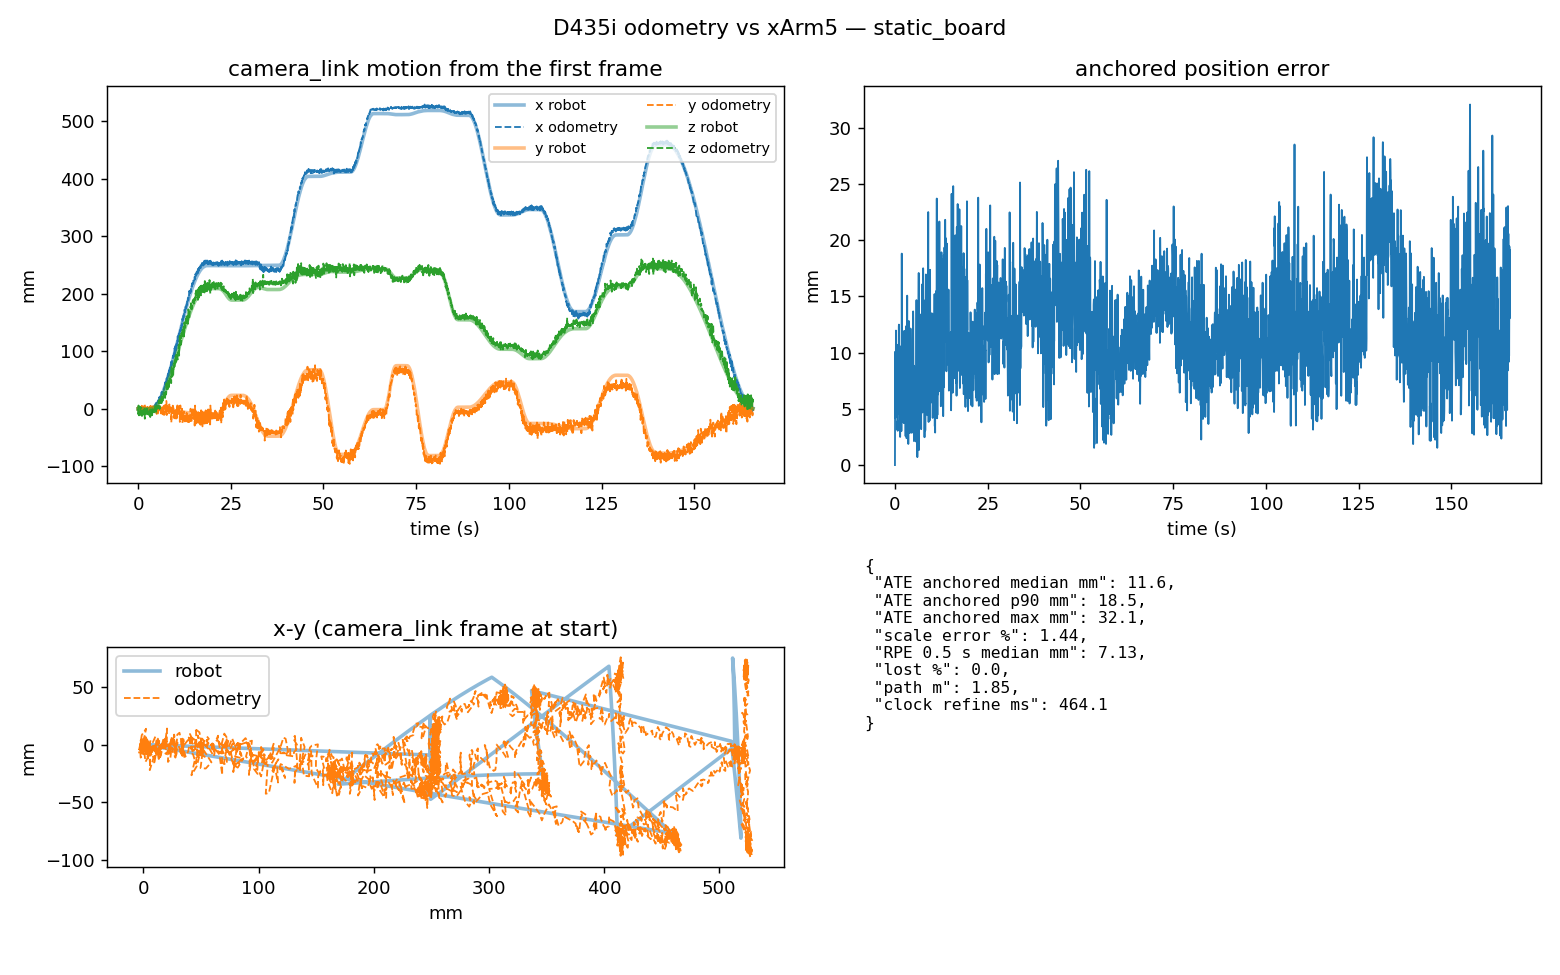 D435i odometry vs xArm5 — static_board
camera_link motion from the first frame
x robot
x odometry
y robot
y odometry
z robot
z odometry
500
400
300
200
100
0
−100
mm
0 25 50 75 100 125 150
time (s)
anchored position error
30
25
20
15
10
5
0
mm
0 25 50 75 100 125 150
time (s)
x-y (camera_link frame at start)
robot
odometry
50
0
−50
−100
mm
0 100 200 300 400 500
mm
{
"ATE anchored median mm": 11.6,
"ATE anchored p90 mm": 18.5,
"ATE anchored max mm": 32.1,
"scale error %": 1.44,
"RPE 0.5 s median mm": 7.13,
"lost %": 0.0,
"path m": 1.85,
"clock refine ms": 464.1
}